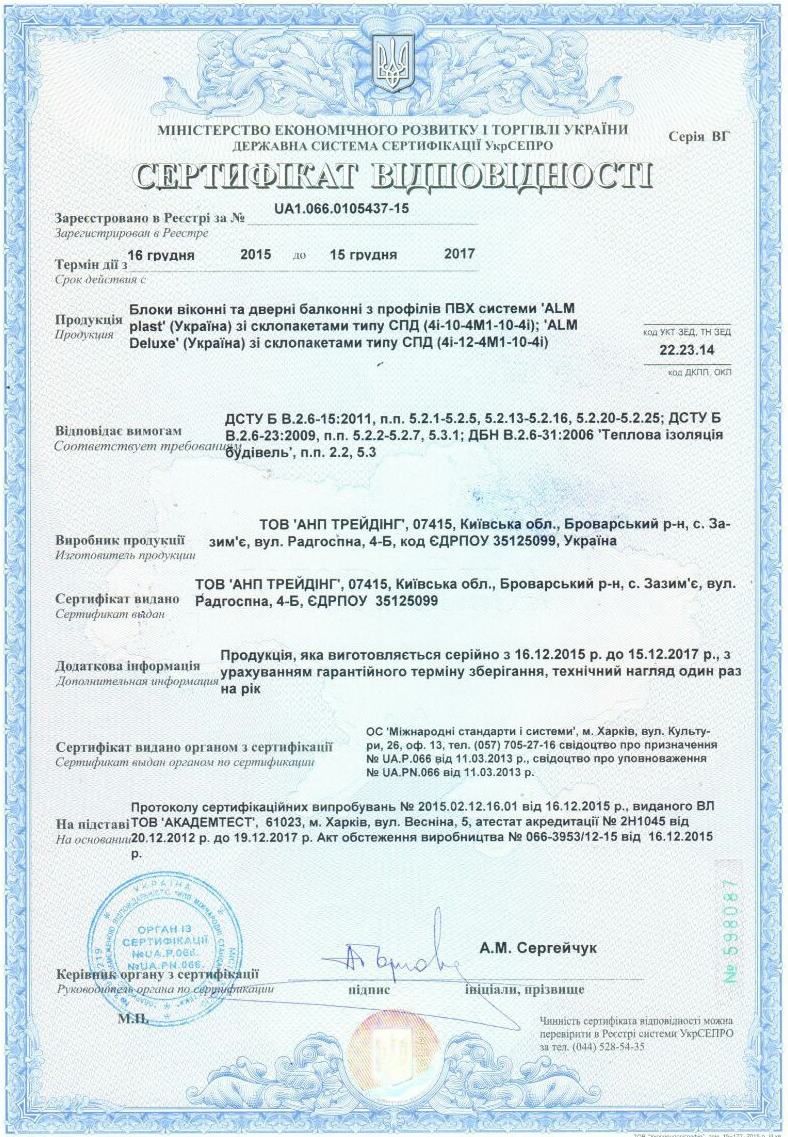 МІНІСТЕРСТВО ЕКОНОМІЧНОГО РОЗВИТКУ І ТОРГІВЛІ УКРАЇНИ
Серія ВГ
ДЕРЖАВНА СИСТЕМА СЕРТИФІКАЦІЇ УкрСЕПРО
СЕРТИФІКАТ ВІДПОВІДНОСТІ
Зареєстровано в Реєстрі за № UA1.066.0105437-15
Зарегистрирован в Реестре
Термін дії з 16 грудня 2015 до 15 грудня 2017
Срок действия с
Продукція
Продукция
Блоки віконні та дверні балконні з профілів ПВХ системи 'ALM
plast' (Україна) зі склопакетами типу СПД (4і-10-4М1-10-4і); 'ALM
Deluxe' (Україна) зі склопакетами типу СПД (4і-12-4М1-10-4і)
код УКТ ЗЕД, ТН ЗЕД
22.23.14
код ДКПП, ОКП
Відповідає вимогам
Соответствует требованиям
ДСТУ Б В.2.6-15:2011, п.п. 5.2.1-5.2.5, 5.2.13-5.2.16, 5.2.20-5.2.25; ДСТУ Б
В.2.6-23:2009, п.п. 5.2.2-5.2.7, 5.3.1; ДБН В.2.6-31:2006 'Теплова ізоляція
будівель', п.п. 2.2, 5.3
Виробник продукції
Изготовитель продукции
ТОВ 'АНП ТРЕЙДІНГ', 07415, Київська обл., Броварський р-н, с. За-
зим'є, вул. Радгоспна, 4-Б, код ЄДРПОУ 35125099, Україна
Сертифікат видано
Сертификат выдан
ТОВ 'АНП ТРЕЙДІНГ', 07415, Київська обл., Броварський р-н, с. Зазим'є, вул.
Радгоспна, 4-Б, ЄДРПОУ 35125099
Додаткова інформація
Дополнительная информация
Продукція, яка виготовляється серійно з 16.12.2015 р. до 15.12.2017 р., з
урахуванням гарантійного терміну зберігання, технічний нагляд один раз
на рік
Сертифікат видано органом з сертифікації
Сертификат выдан органом по сертификации
ОС 'Міжнародні стандарти і системи', м. Харків, вул. Культу-
ри, 26, оф. 13, тел. (057) 705-27-16 свідоцтво про призначення
№ UA.P.066 від 11.03.2013 р., свідоцтво про уповноваження
№ UA.PN.066 від 11.03.2013 р.
На підставі
На основании
Протоколу сертифікаційних випробувань № 2015.02.12.16.01 від 16.12.2015 р., виданого ВЛ
ТОВ 'АКАДЕМТЕСТ', 61023, м. Харків, вул. Весніна, 5, атестат акредитації № 2Н1045 від
20.12.2012 р. до 19.12.2017 р. Акт обстеження виробництва № 066-3953/12-15 від 16.12.2015
р.
УКРАЇНА
ОРГАН ІЗ
СЕРТИФІКАЦІЇ
№UA.P.066.
№UA.PN.066.
№ 598087
А.М. Сергейчук
Керівник органу з сертифікації
Руководитель органа по сертификации
підпис
ініціали, прізвище
М.П.
Чинність сертифіката відповідності можна
перевірити в Реєстрі системи УкрСЕПРО
за тел. (044) 528-54-35